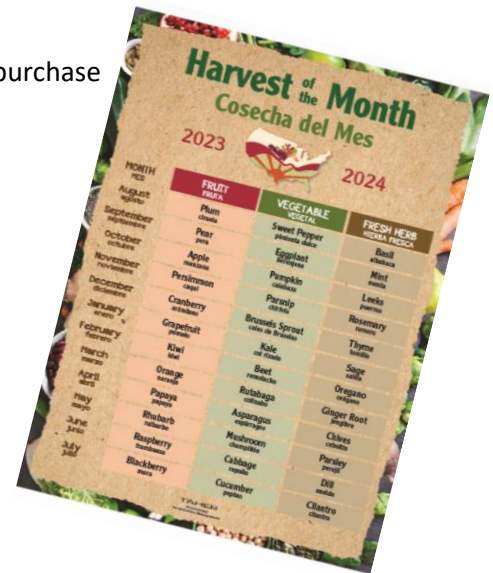 purchase
Harvest of the Month
Cosecha del Mes
2023 2024
MONTH FRUIT VEGETABLE FRESH HERB
MES FRUTA VEGETAL HIERBA FRESCA
August Plum Sweet Pepper Basil
agosto ciruela pimienta dulce albahaca
September Pear Eggplant Mint
septiembre pera berenjena menta
October Apple Pumpkin Leeks
octubre manzana calabaza puerros
November Persimmon Parsnip Rosemary
noviembre caqui chirivía romero
December Cranberry Brussels Sprout Thyme
diciembre arándano coles de Bruselas tomillo
January Grapefruit Kale Sage
enero pomelo col rizada salvia
February Kiwi Beet Oregano
febrero kiwi remolacha orégano
March Orange Rutabaga Ginger Root
marzo naranja colinabo jengibre
April Papaya Asparagus Chives
abril papaya espárragos
May Rhubarb Mushroom Parsley
mayo ruibarbo champiñón perejil
June Raspberry Cabbage Dill
junio frambuesa repollo eneldo
July Blackberry Cucumber Cilantro
julio mora pepino cilantro